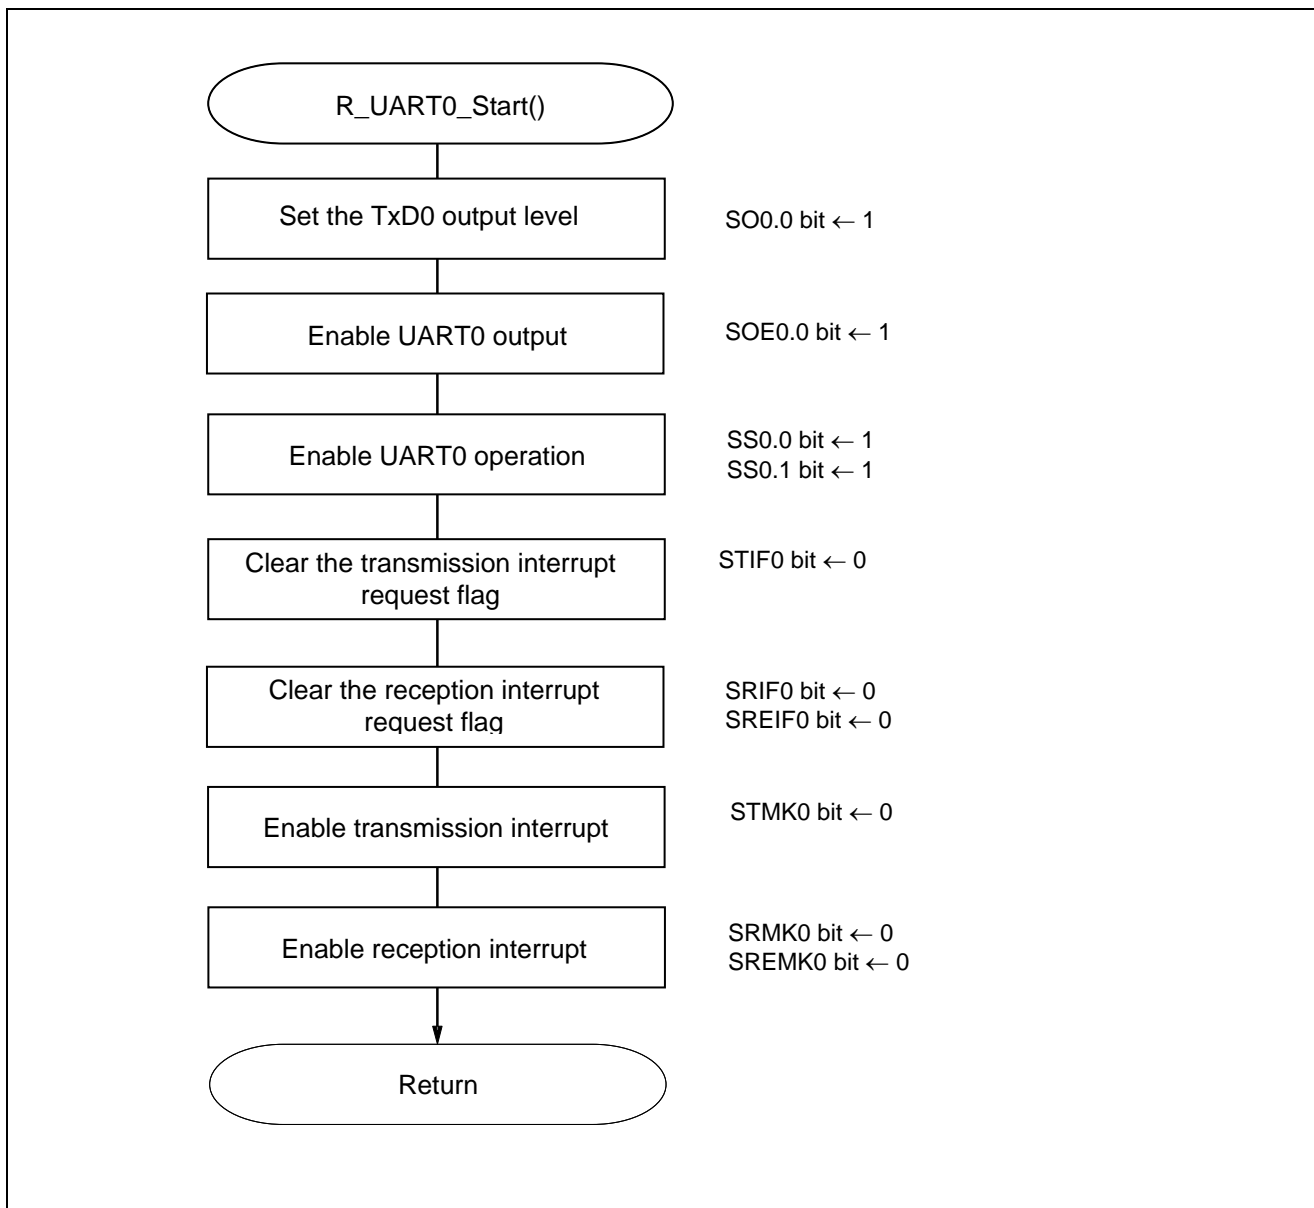 R_UART0_Start()
Set the TxD0 output level
SO0.0 bit ← 1
Enable UART0 output
SOE0.0 bit ← 1
Enable UART0 operation
SS0.0 bit ← 1
SS0.1 bit ← 1
Clear the transmission interrupt
request flag
STIF0 bit ← 0
Clear the reception interrupt
request flag
SRIF0 bit ← 0
SREIF0 bit ← 0
Enable transmission interrupt
STMK0 bit ← 0
Enable reception interrupt
SRMK0 bit ← 0
SREMK0 bit ← 0
Return